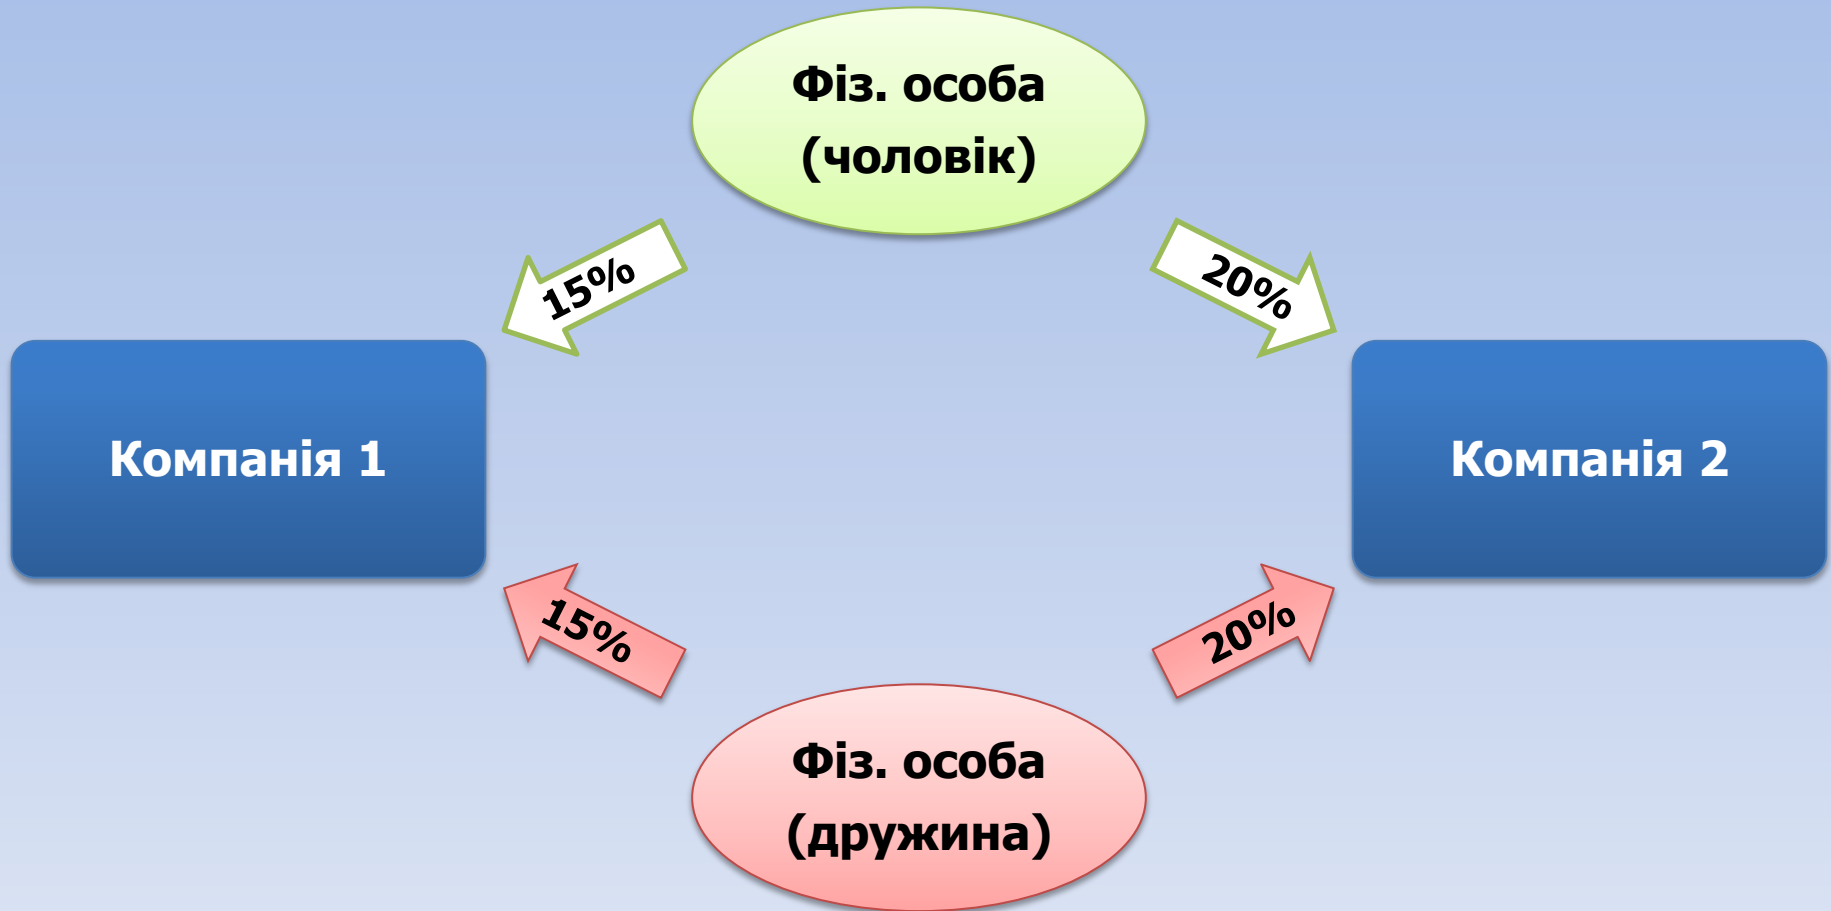 Фіз. особа
(чоловік)
15%
20%
Компанія 1
Компанія 2
15%
20%
Фіз. особа
(дружина)